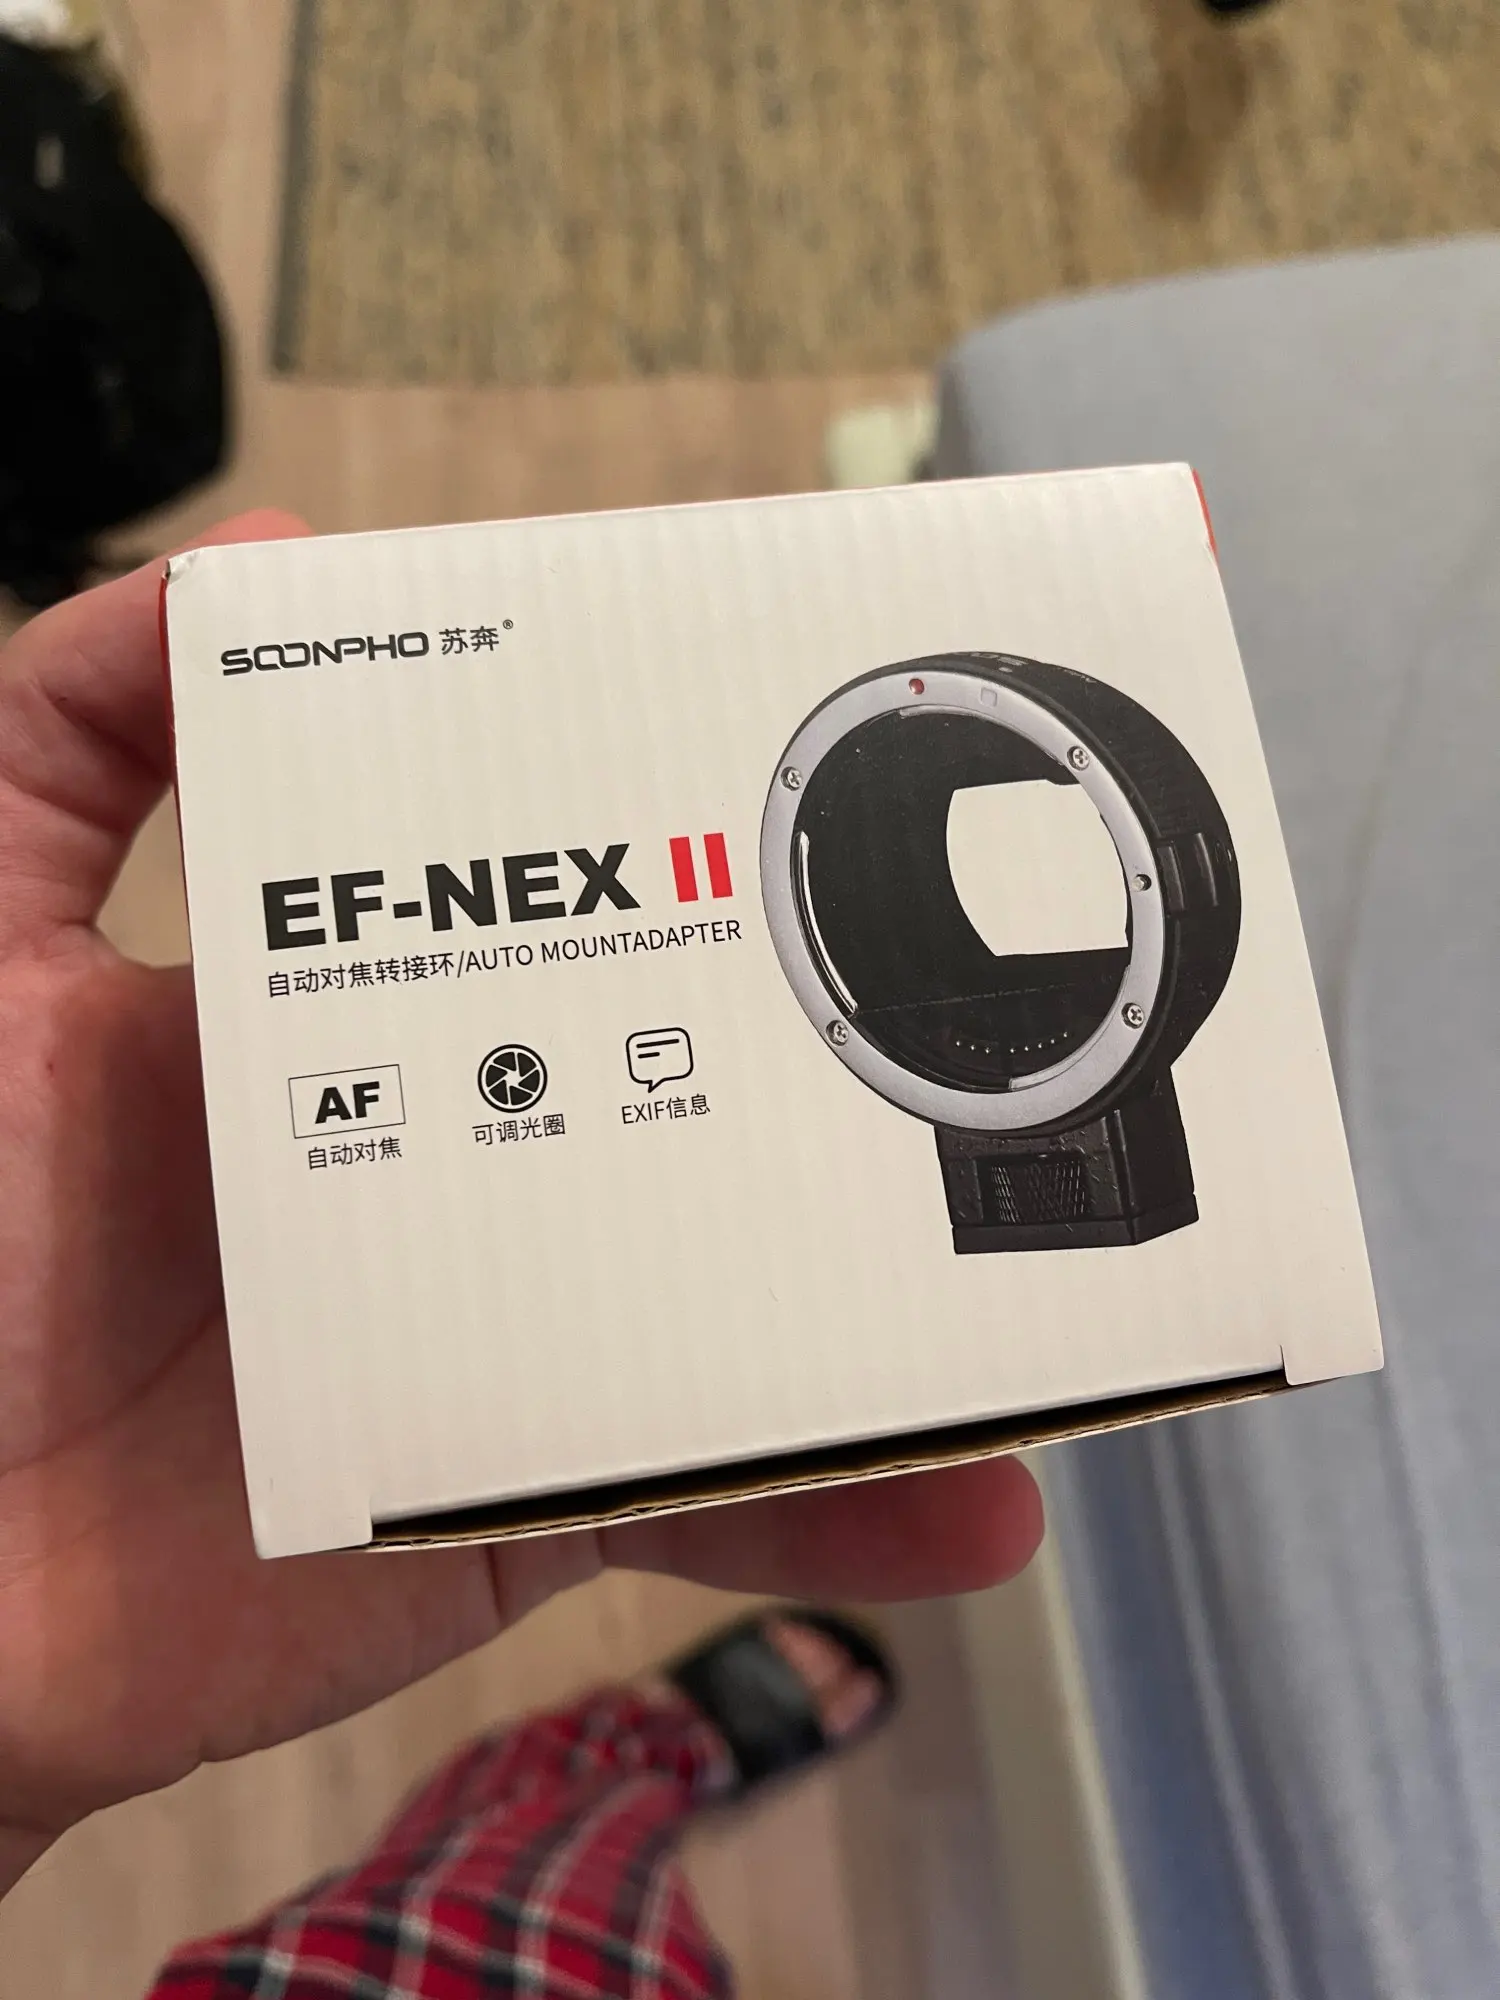 SOONPHO 苏奔®
EF-NEX II
自动对焦转接环/AUTO MOUNTADAPTER
AF
自动对焦
可调光圈
EXIF信息